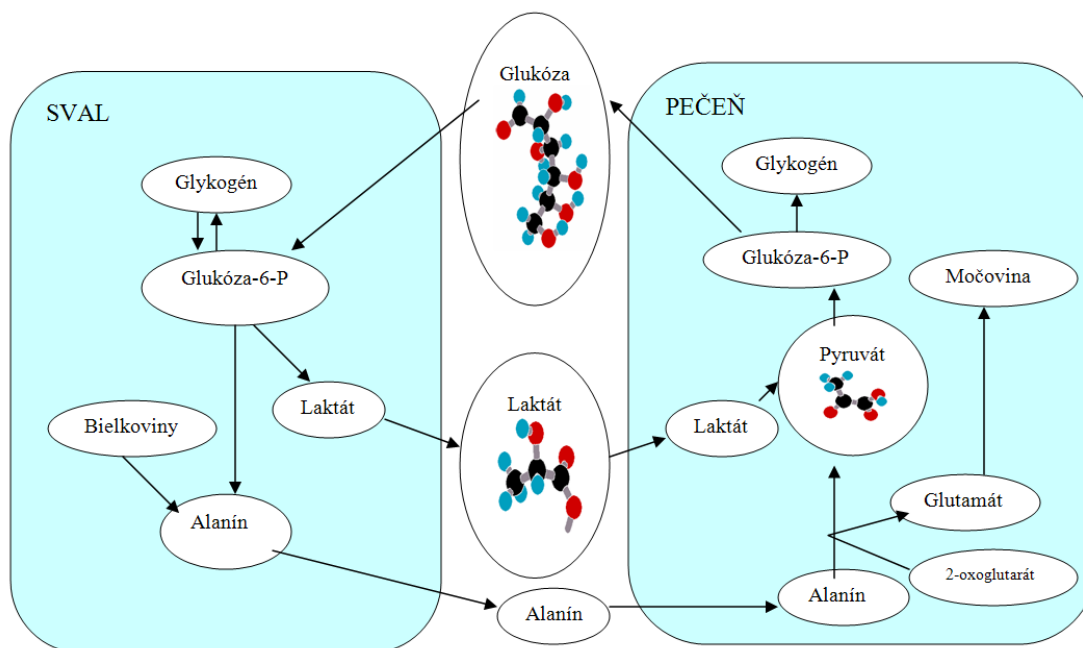 SVAL
Glykogén
Glukóza-6-P
Laktát
Bielkoviny
Alanín
Glukóza
Laktát
Alanín
PEČEŇ
Glykogén
Glukóza-6-P
Močovina
Pyruvát
Laktát
Glutamát
2-oxoglutarát
Alanín